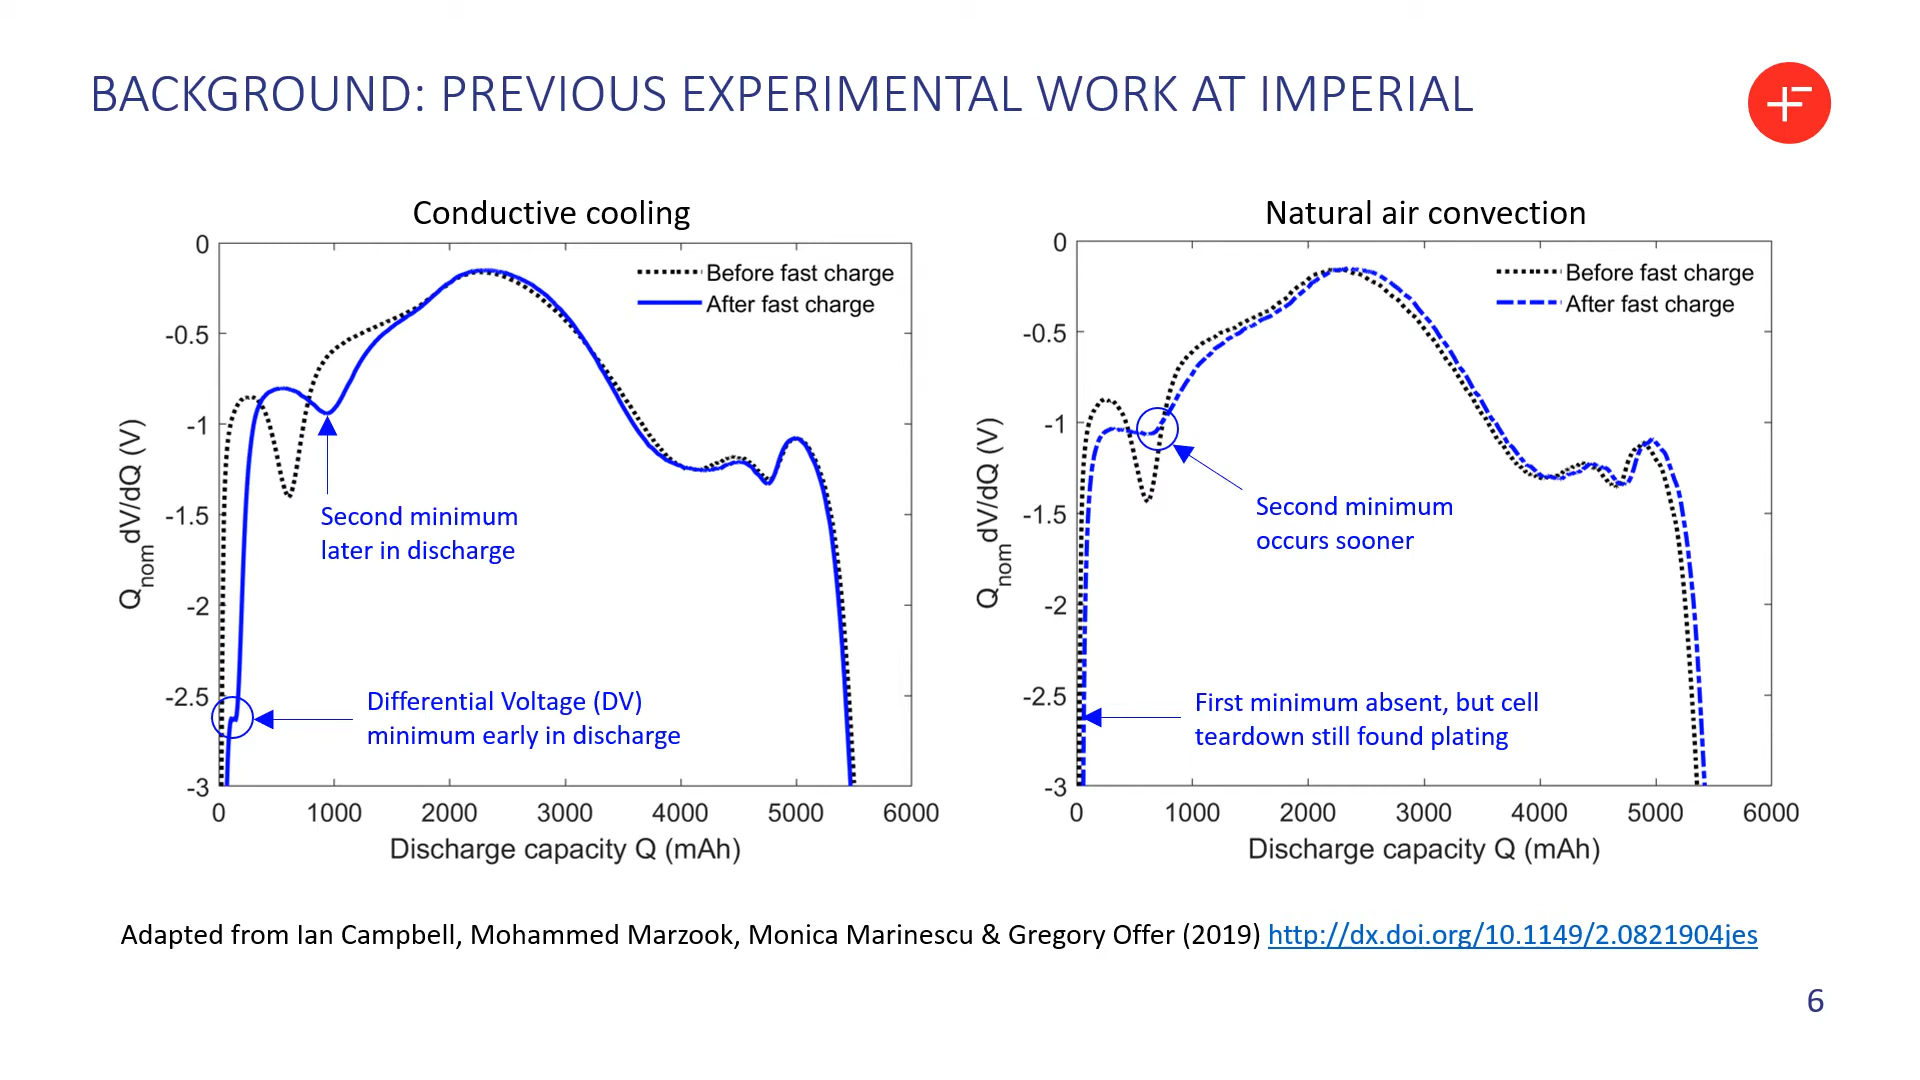 BACKGROUND: PREVIOUS EXPERIMENTAL WORK AT IMPERIAL
Conductive cooling
0
-0.5
-1
-1.5
-2
-2.5
-3
Q_nom dV/dQ (V)
Before fast charge
After fast charge
Second minimum
later in discharge
Differential Voltage (DV)
minimum early in discharge
0 1000 2000 3000 4000 5000 6000
Discharge capacity Q (mAh)
Natural air convection
0
-0.5
-1
-1.5
-2
-2.5
-3
Q_nom dV/dQ (V)
Before fast charge
After fast charge
Second minimum
occurs sooner
First minimum absent, but cell
teardown still found plating
0 1000 2000 3000 4000 5000 6000
Discharge capacity Q (mAh)
Adapted from Ian Campbell, Mohammed Marzook, Monica Marinescu & Gregory Offer (2019) http://dx.doi.org/10.1149/2.0821904jes
6